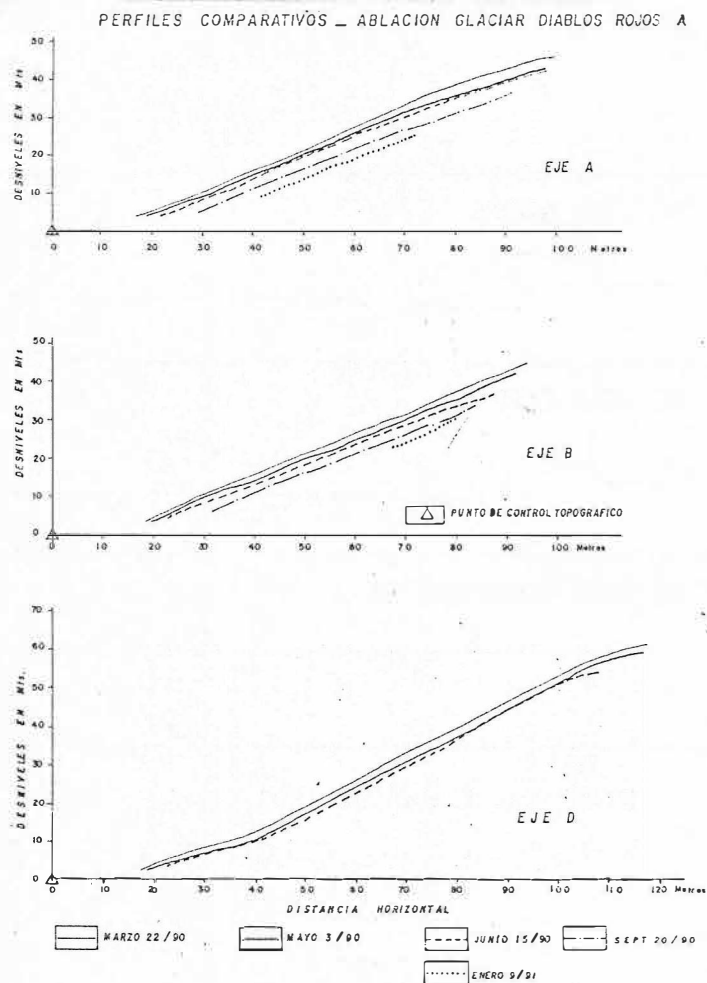 PERFILES COMPARATIVOS _ ABLACION GLACIAR DIABLOS ROJOS A
DESNIVELES EN Mts
50
40
30
20
10
0
0 10 20 30 40 50 60 70 80 90 100 Metros
EJE A
DESNIVELES EN Mts
50
40
30
20
10
0
0 10 20 30 40 50 60 70 80 90 100 Metros
EJE B
PUNTO DE CONTROL TOPOGRAFICO
DESNIVELES EN Mts.
70
60
50
40
30
20
10
0
0 10 20 30 40 50 60 70 80 90 100 110 120 Metros
EJE D
DISTANCIA HORIZONTAL
MARZO 22/90 MAYO 3/90 JUNIO 15/90 SEPT 20/90
ENERO 9/91